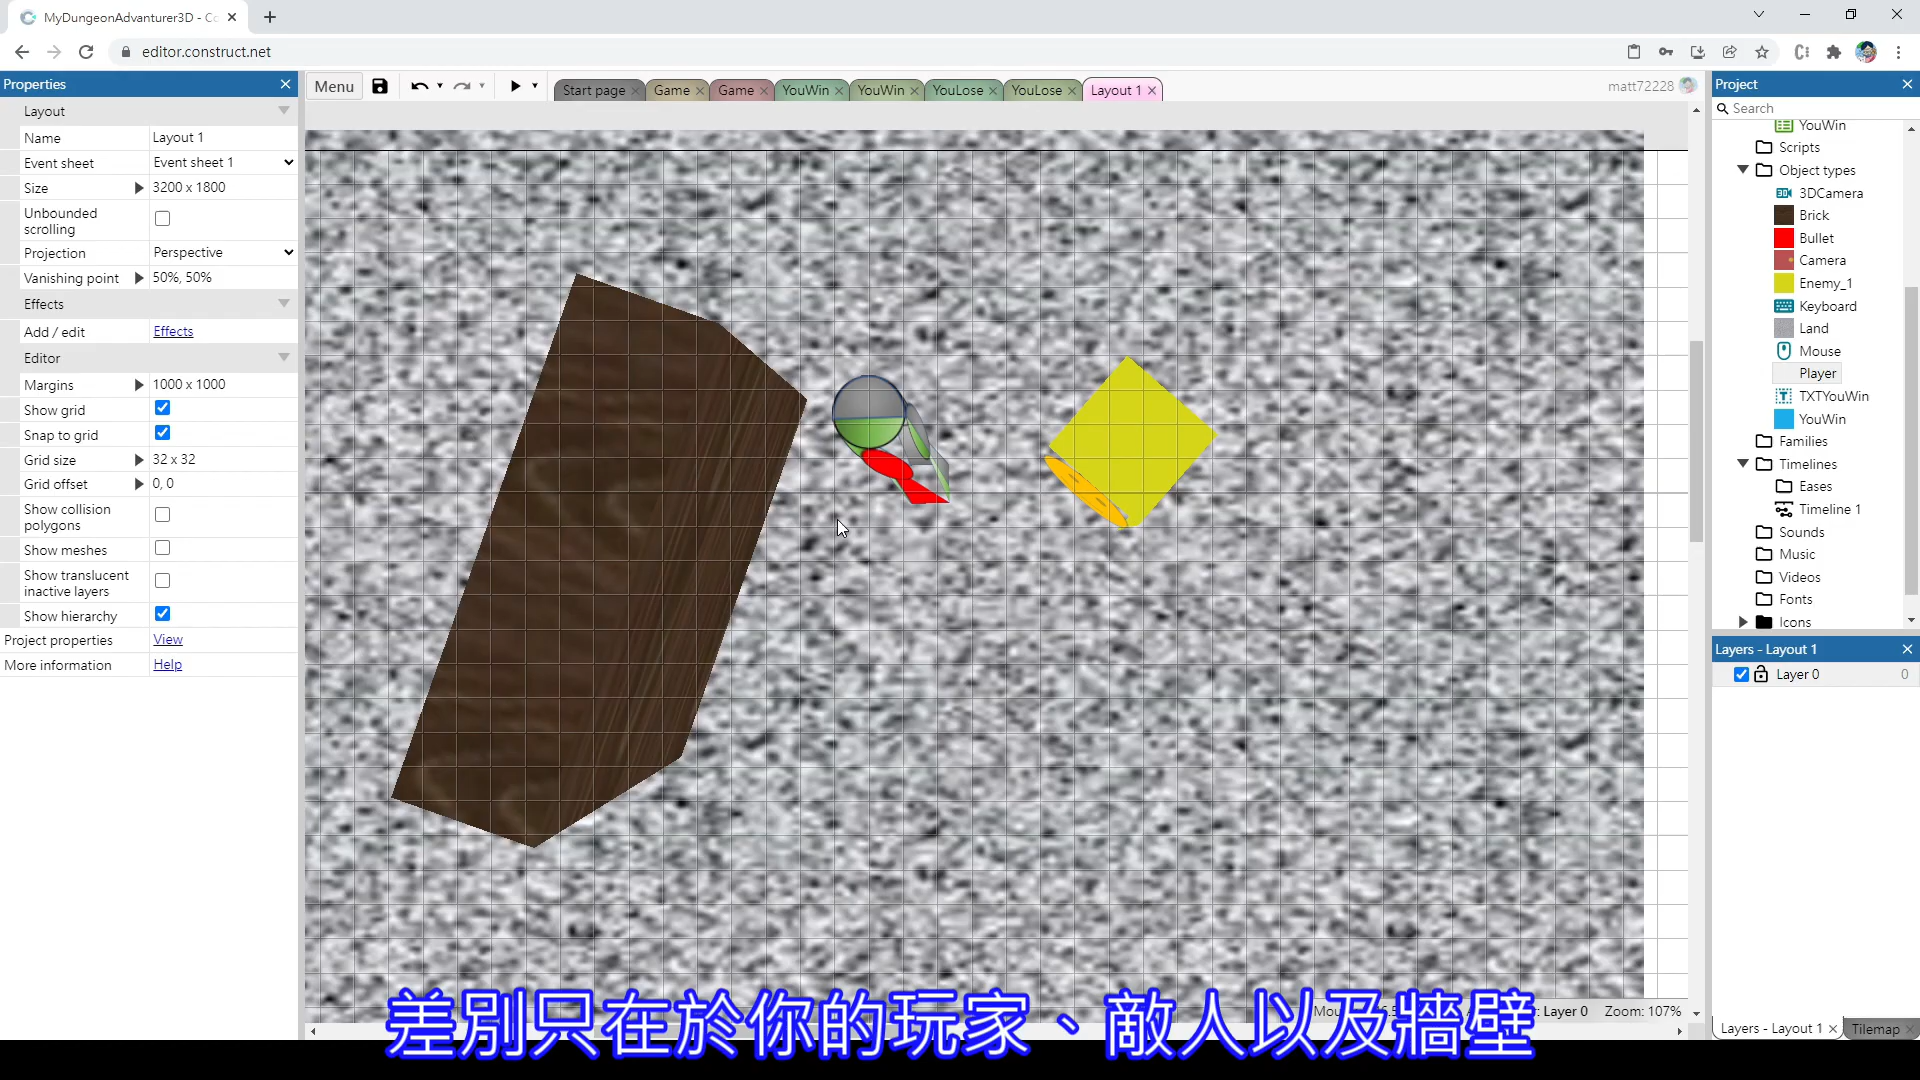 MyDungeonAdvanturer3D - Co
editor.construct.net
Properties
Layout
Name Layout 1
Event sheet Event sheet 1
Size 3200 x 1800
Unbounded scrolling
Projection Perspective
Vanishing point 50%, 50%
Effects
Add / edit Effects
Editor
Margins 1000 x 1000
Show grid
Snap to grid
Grid size 32 x 32
Grid offset 0, 0
Show collision polygons
Show meshes
Show translucent inactive layers
Show hierarchy
Project properties View
More information Help
Menu
Start page Game Game YouWin YouWin YouLose YouLose Layout 1
matt72228
Project
Search
YouWin
Scripts
Object types
3DCamera
Brick
Bullet
Camera
Enemy_1
Keyboard
Land
Mouse
Player
TXTYouWin
YouWin
Families
Timelines
Eases
Timeline 1
Sounds
Music
Videos
Fonts
Icons
Layers - Layout 1
Layer 0 0
Layer 0 Zoom: 107%
Layers - Layout 1 Tilemap
差別只在於你的玩家、敵人以及牆壁